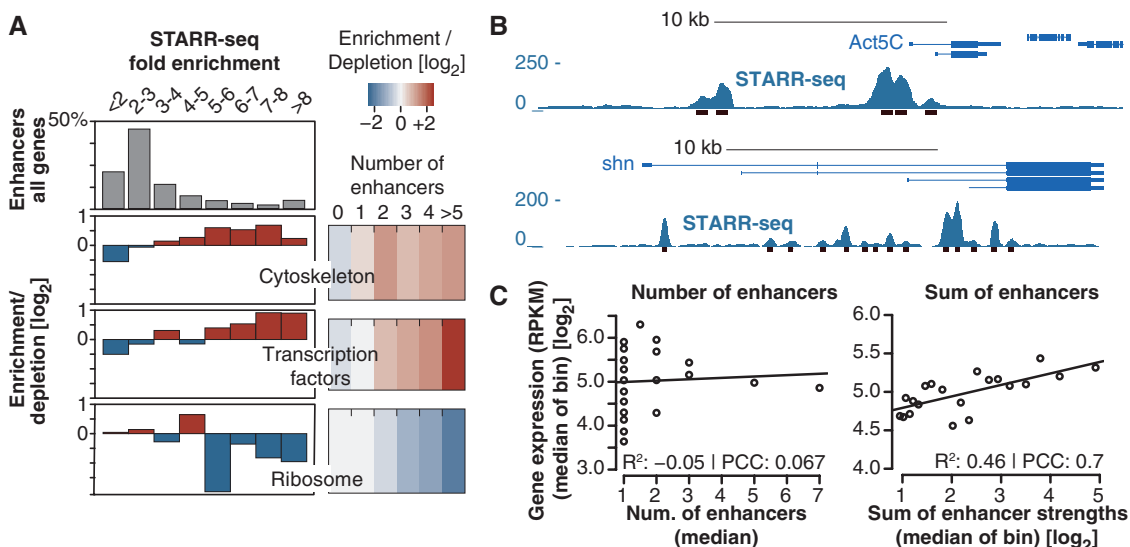 A
STARR-seq
fold enrichment
<2 2-3 3-4 4-5 5-6 6-7 7-8 >8
Enrichment /
Depletion [log2]
−2 0 +2
50%
Enhancers
all genes
Number of
enhancers
0 1 2 3 4 >5
1
0
Cytoskeleton
Enrichment/
depletion [log2]
1
0
Transcription
factors
1
0
Ribosome
B
10 kb
Act5C
250
STARR-seq
0
10 kb
shn
200
STARR-seq
0
C
Number of enhancers
Gene expression (RPKM)
(median of bin) [log2]
6.0
5.0
4.0
3.0
R2: −0.05 | PCC: 0.067
1 2 3 4 5 6 7
Num. of enhancers
(median)
Sum of enhancers
6.0
5.0
4.0
R2: 0.46 | PCC: 0.7
1 2 3 4 5
Sum of enhancer strengths
(median of bin) [log2]